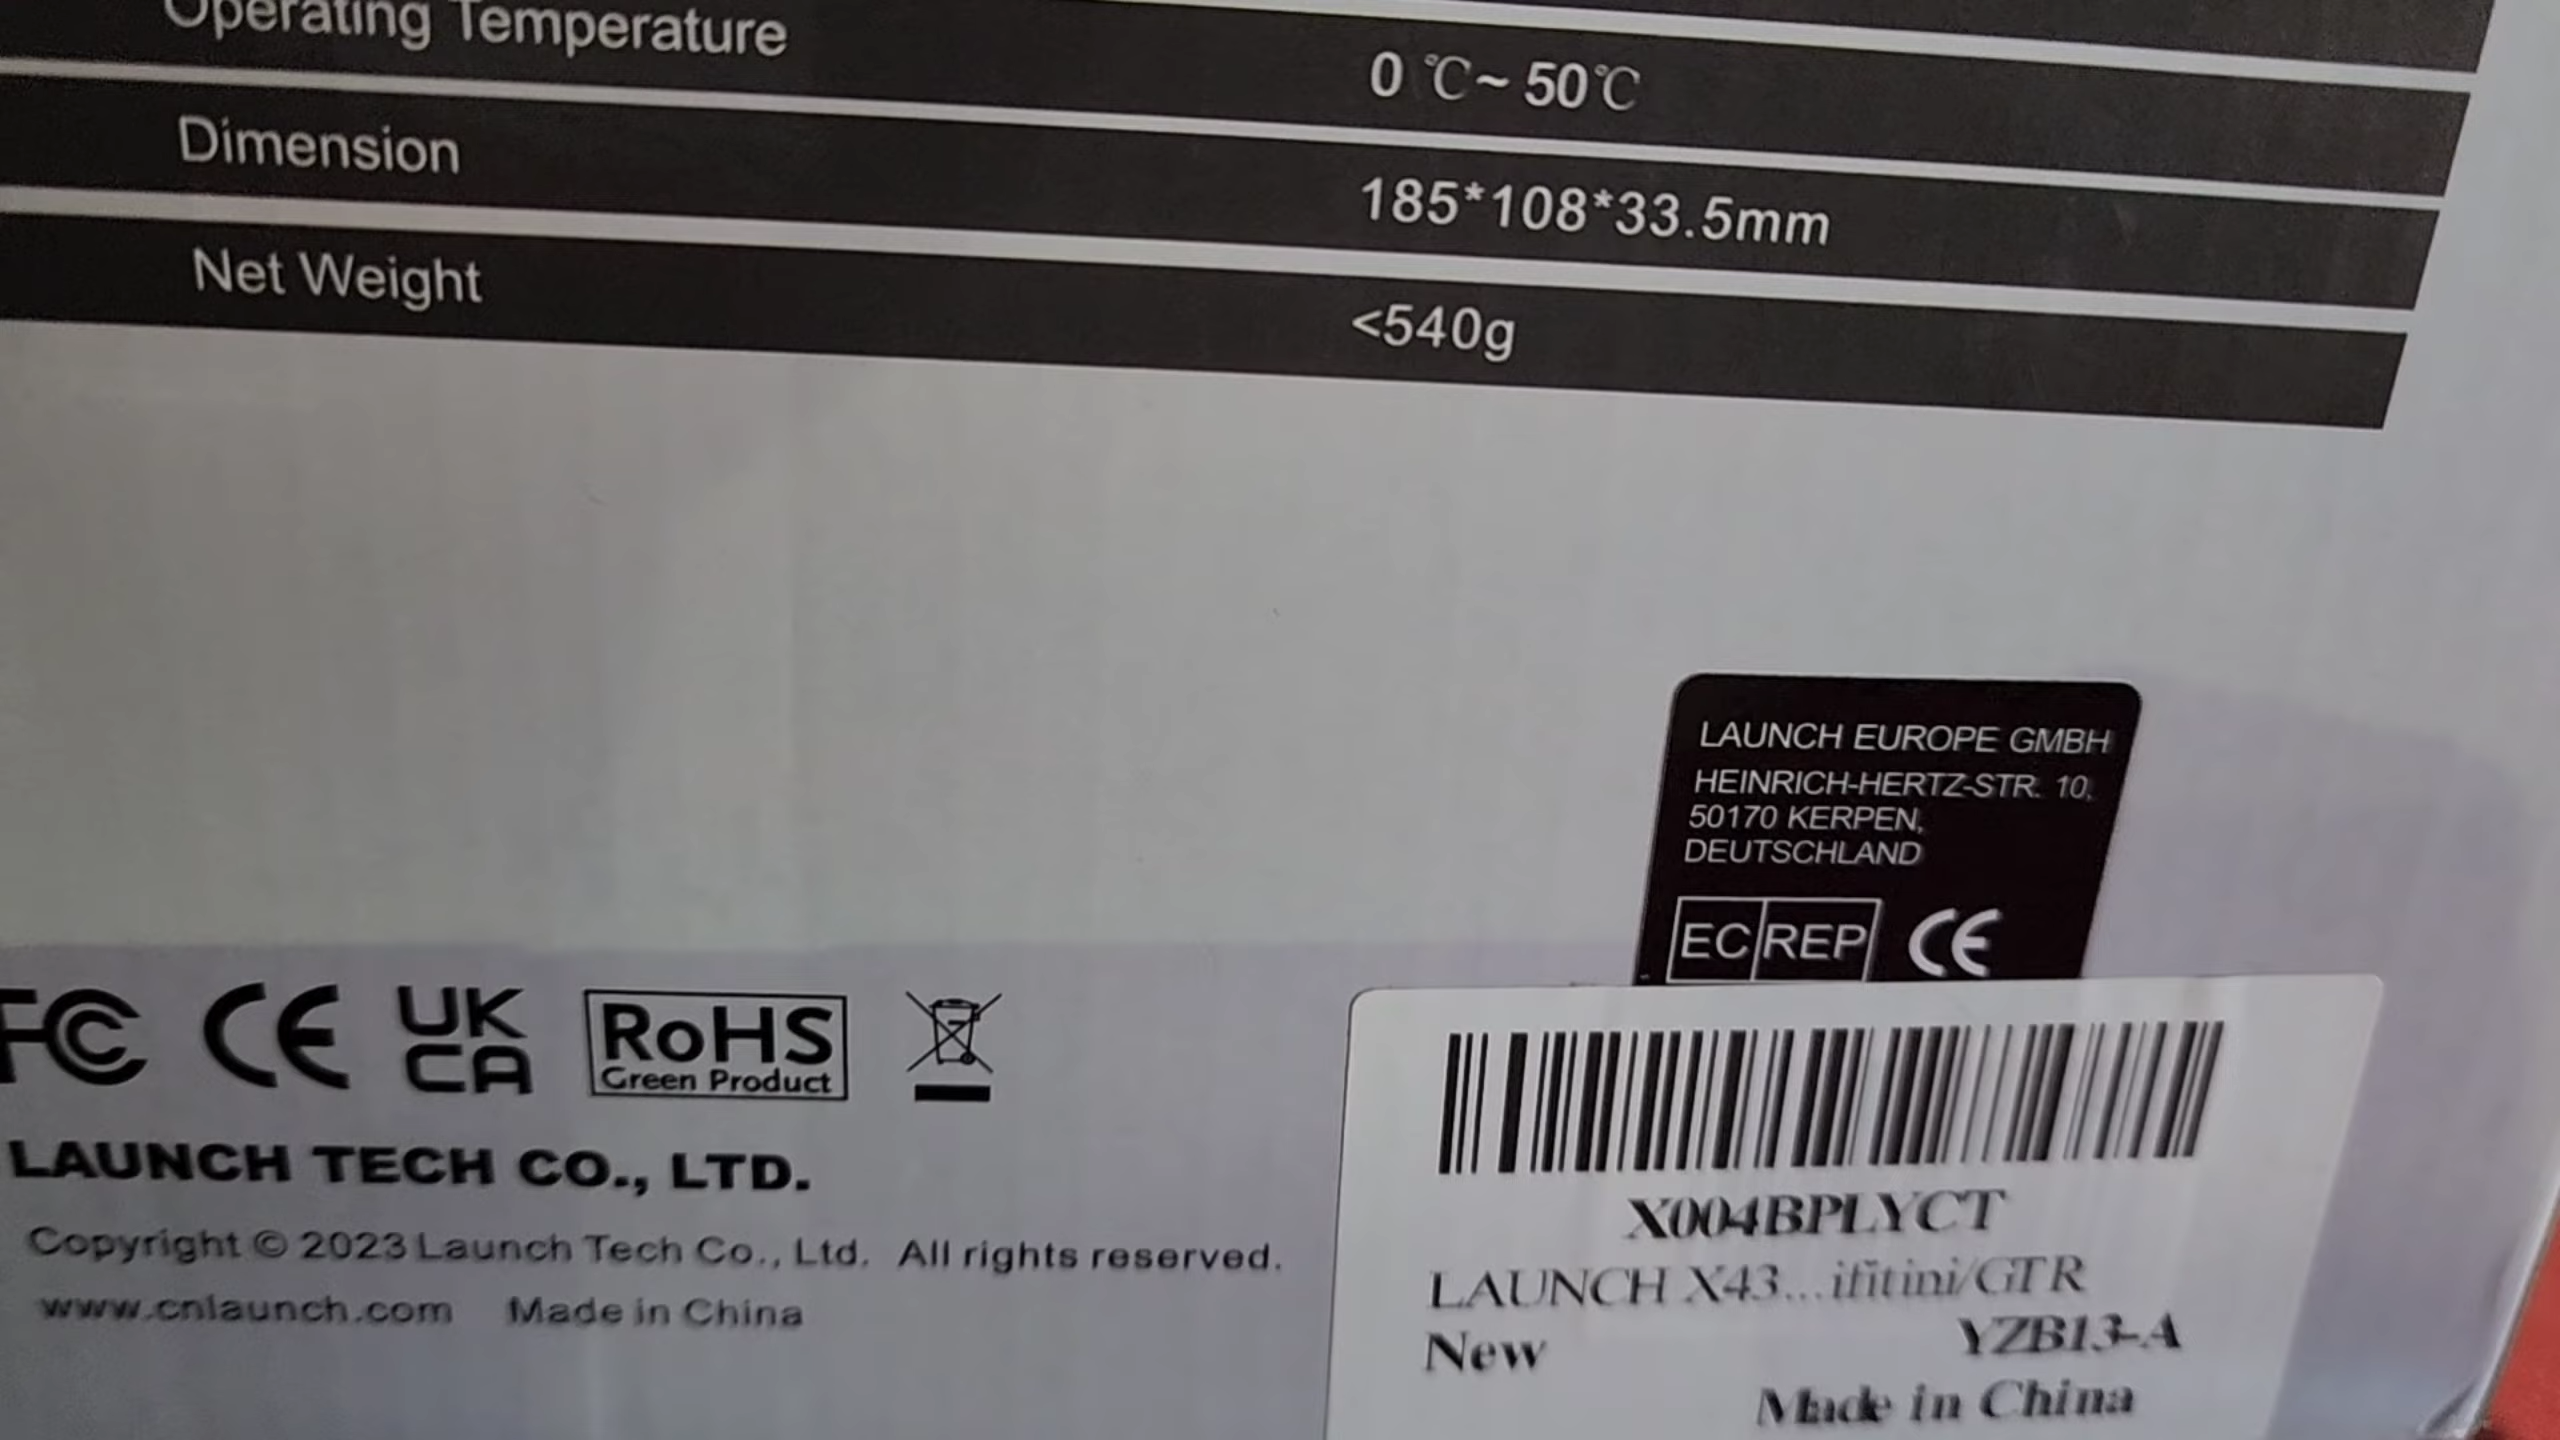 Operating Temperature 0 ℃~ 50℃
Dimension 185*108*33.5mm
Net Weight <540g
LAUNCH EUROPE GMBH
HEINRICH-HERTZ-STR. 10,
50170 KERPEN,
DEUTSCHLAND
EC REP CE
FC CE UK CA RoHS Green Product
LAUNCH TECH CO., LTD.
Copyright © 2023 Launch Tech Co., Ltd. All rights reserved.
www.cnlaunch.com Made in China
X004BPLYCT
LAUNCH X43...ifitini/GTR
New YZB13-A
Made in China